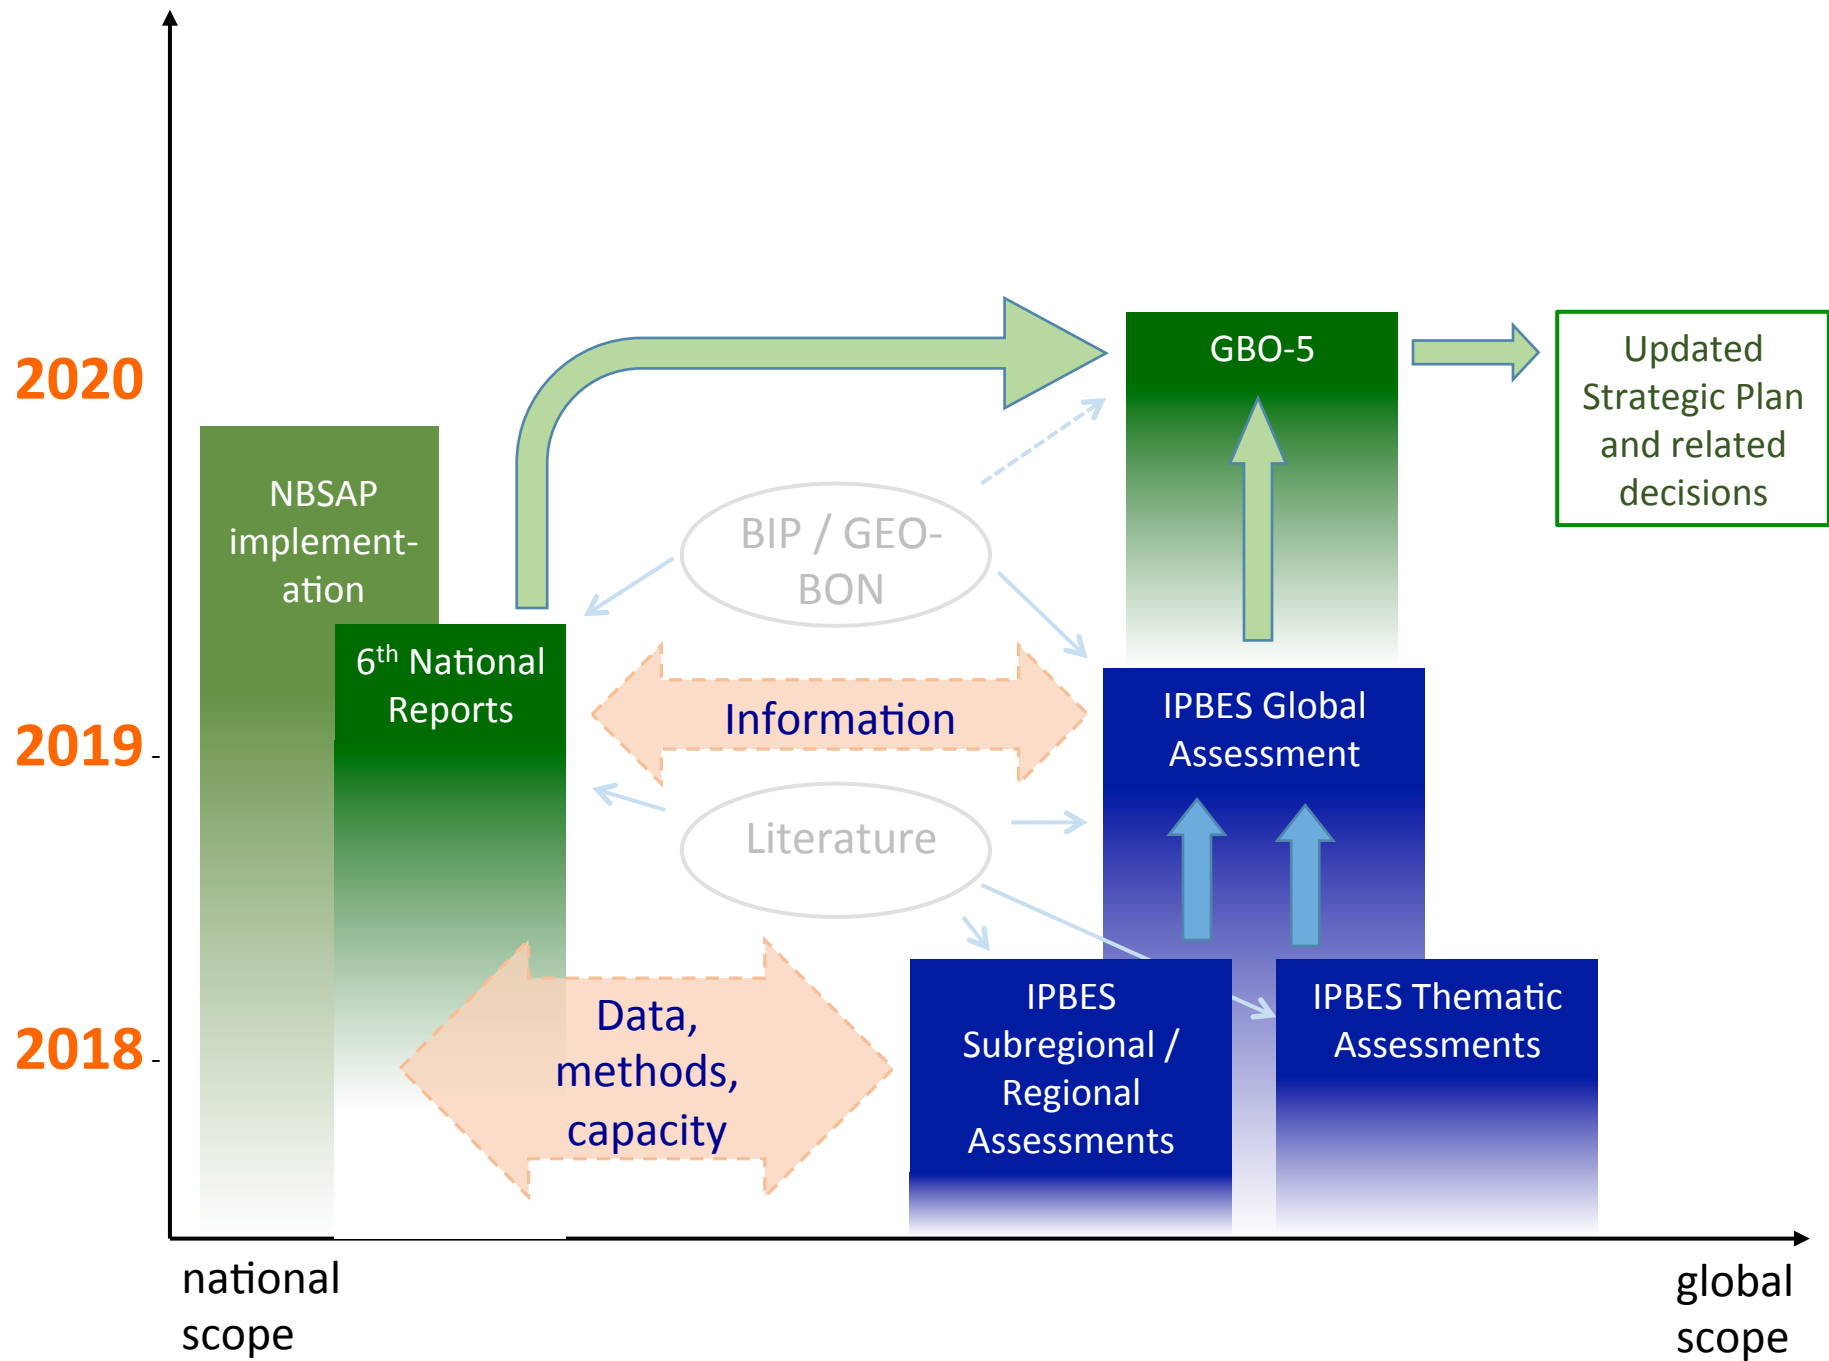 2020
2019 -
2018 -
NBSAP
implement-
ation
6th National
Reports
BIP / GEO-
BON
Information
Literature
Data,
methods,
capacity
GBO-5
Updated
Strategic Plan
and related
decisions
IPBES Global
Assessment
IPBES
Subregional /
Regional
Assessments
IPBES Thematic
Assessments
national
scope
global
scope